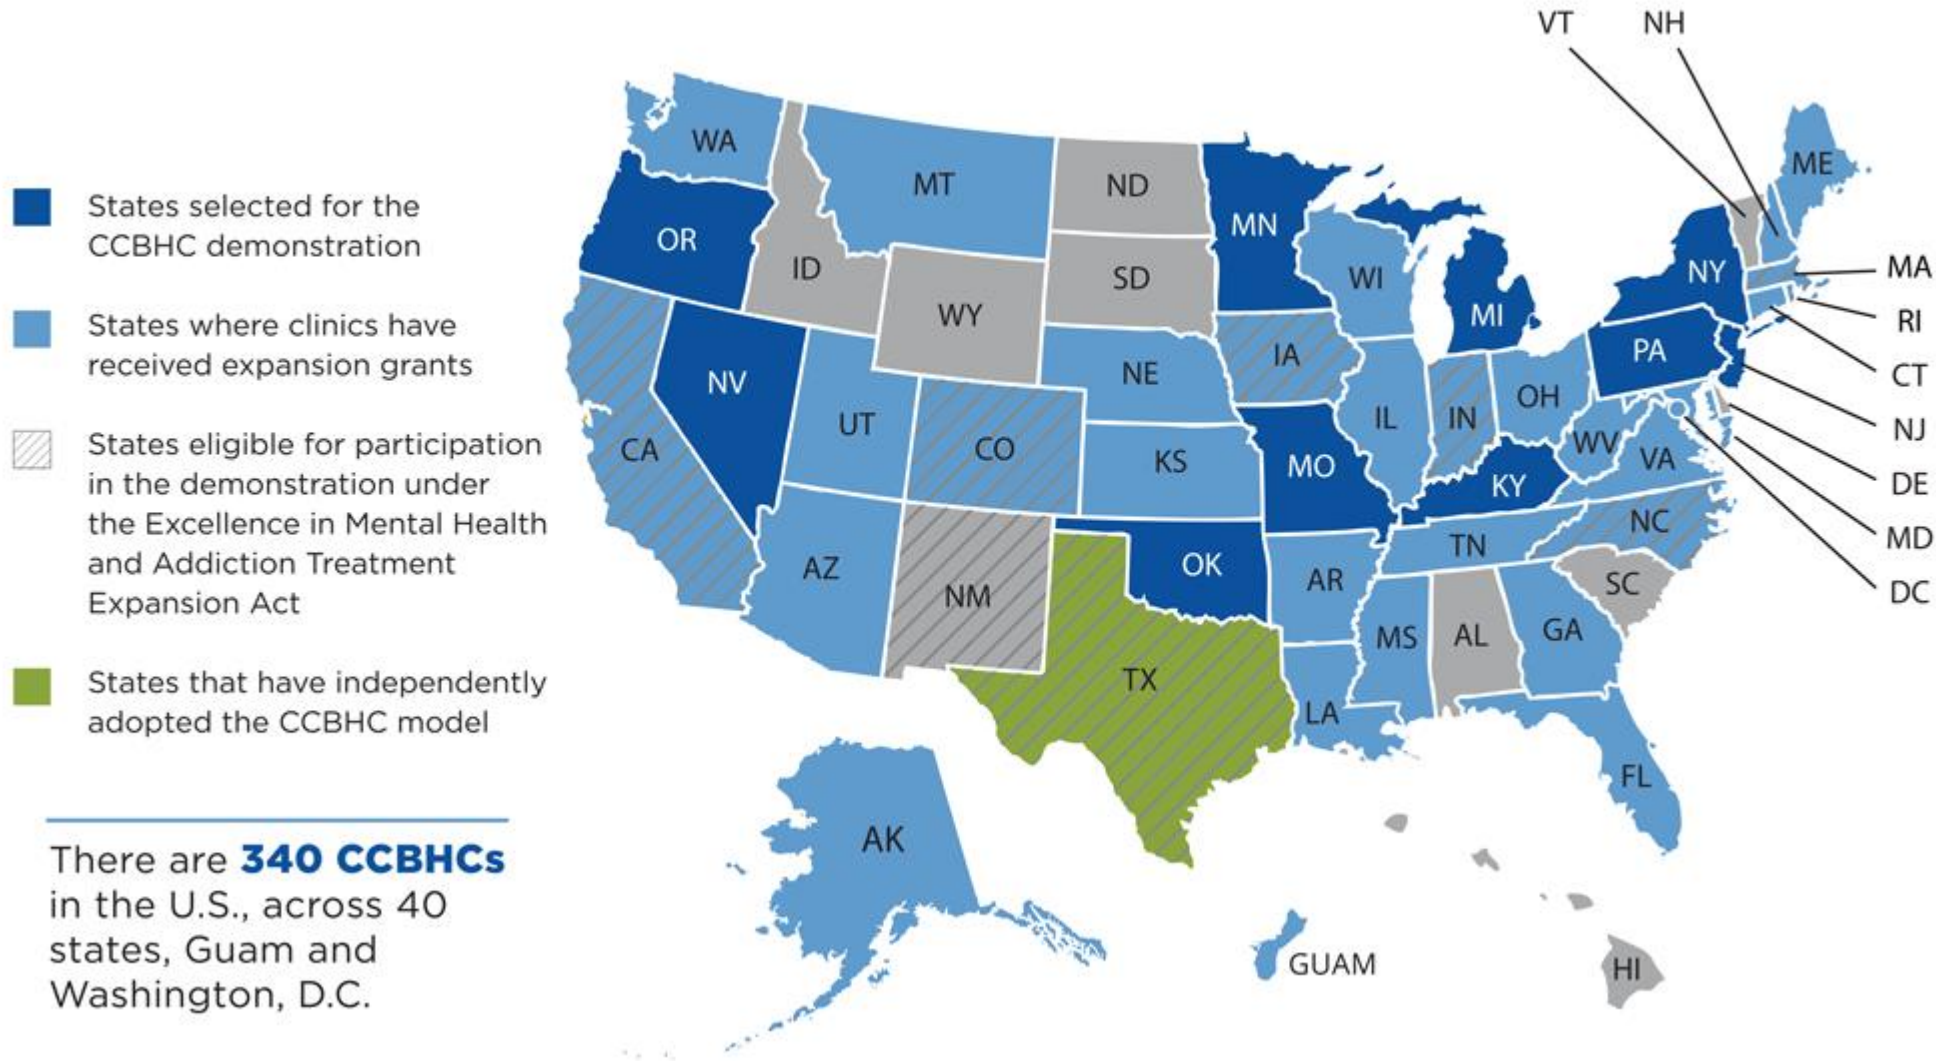 States selected for the
CCBHC demonstration
States where clinics have
received expansion grants
States eligible for participation
in the demonstration under
the Excellence in Mental Health
and Addiction Treatment
Expansion Act
States that have independently
adopted the CCBHC model
There are 340 CCBHCs
in the U.S., across 40
states, Guam and
Washington, D.C.
VT
NH
WA
MT
ND
MN
ME
OR
ID
SD
WI
NY
MA
WY
MI
RI
NV
NE
IA
PA
CT
UT
CO
IL
IN
OH
NJ
CA
KS
MO
WV
VA
KY
DE
AZ
NM
OK
AR
TN
NC
MD
SC
DC
TX
MS
AL
GA
LA
FL
AK
GUAM
HI